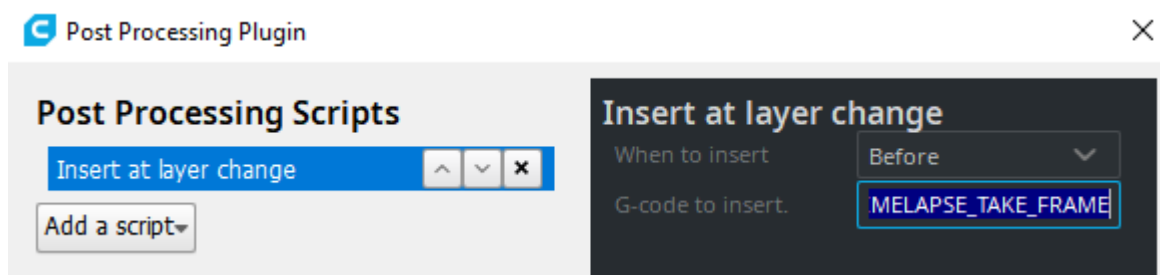 Post Processing Plugin
Post Processing Scripts
Insert at layer change
Add a script
Insert at layer change
When to insert
Before
G-code to insert.
MELAPSE_TAKE_FRAME